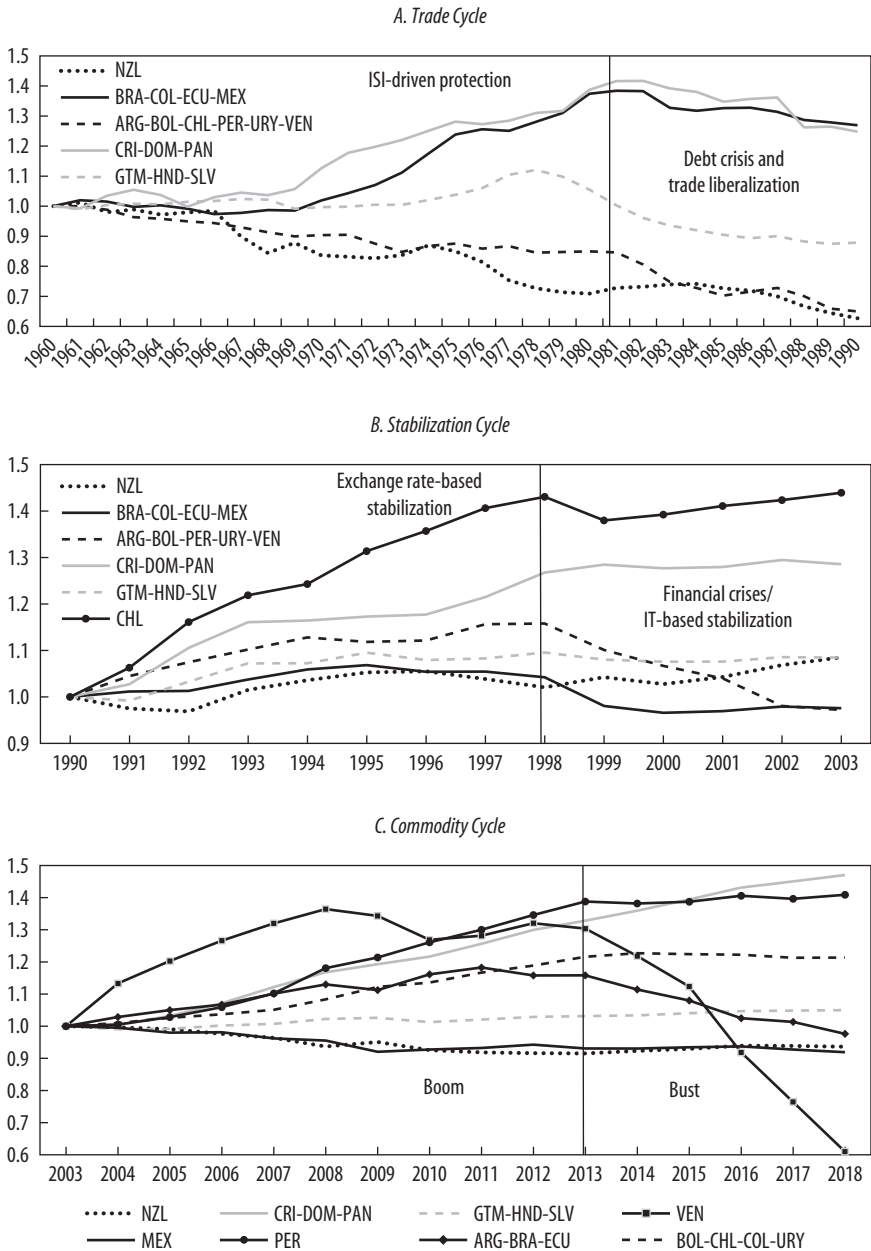 A. Trade Cycle
1.5
1.4
1.3
1.2
1.1
1.0
0.9
0.8
0.7
0.6
NZL
BRA-COL-ECU-MEX
ARG-BOL-CHL-PER-URY-VEN
CRI-DOM-PAN
GTM-HND-SLV
ISI-driven protection
Debt crisis and
trade liberalization
1960 1961 1962 1963 1964 1965 1966 1967 1968 1969 1970 1971 1972 1973 1974 1975 1976 1977 1978 1979 1980 1981 1982 1983 1984 1985 1986 1987 1988 1989 1990
B. Stabilization Cycle
1.5
1.4
1.3
1.2
1.1
1.0
0.9
NZL
BRA-COL-ECU-MEX
ARG-BOL-PER-URY-VEN
CRI-DOM-PAN
GTM-HND-SLV
CHL
Exchange rate-based
stabilization
Financial crises/
IT-based stabilization
1990 1991 1992 1993 1994 1995 1996 1997 1998 1999 2000 2001 2002 2003
C. Commodity Cycle
1.5
1.4
1.3
1.2
1.1
1.0
0.9
0.8
0.7
0.6
Boom
Bust
2003 2004 2005 2006 2007 2008 2009 2010 2011 2012 2013 2014 2015 2016 2017 2018
NZL CRI-DOM-PAN GTM-HND-SLV VEN
MEX PER ARG-BRA-ECU BOL-CHL-COL-URY